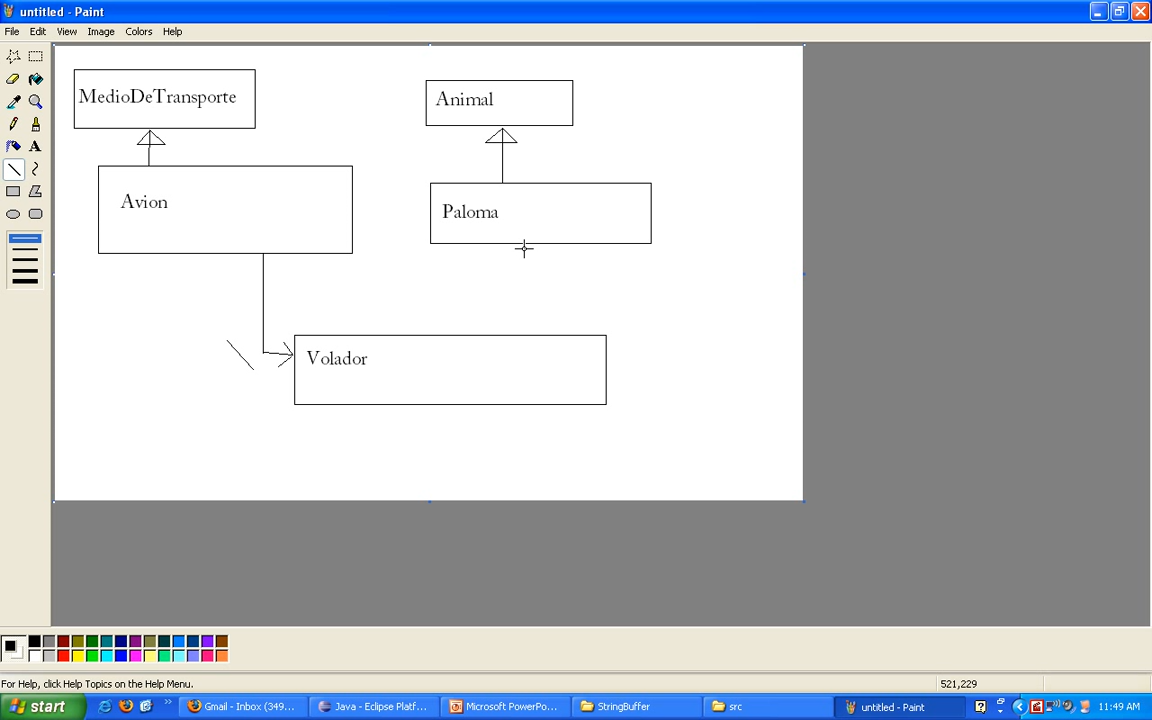 untitled - Paint
File Edit View Image Colors Help
MedioDeTransporte
Animal
Avion
Paloma
Volador
For Help, click Help Topics on the Help Menu.
521,229
start
Gmail - Inbox (349...
Java - Eclipse Platf...
Microsoft PowerPo...
StringBuffer
src
untitled - Paint
11:49 AM